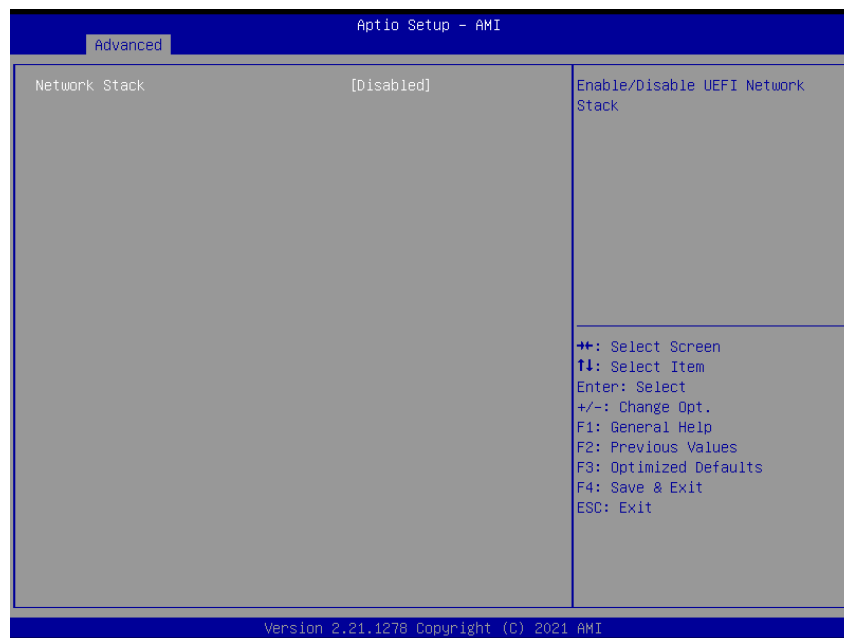 Aptio Setup – AMI
Advanced
Network Stack [Disabled]
Enable/Disable UEFI Network
Stack
→←: Select Screen
↑↓: Select Item
Enter: Select
+/-: Change Opt.
F1: General Help
F2: Previous Values
F3: Optimized Defaults
F4: Save & Exit
ESC: Exit
Version 2.21.1278 Copyright (C) 2021 AMI